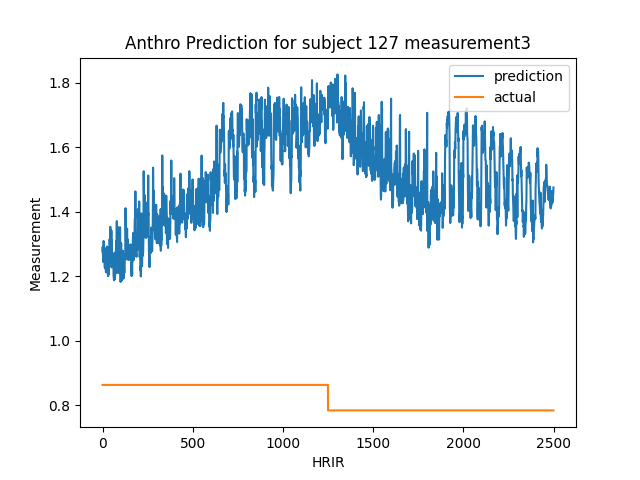 Anthro Prediction for subject 127 measurement3
prediction
actual
Measurement
1.8
1.6
1.4
1.2
1.0
0.8
0
500
1000
1500
2000
2500
HRIR